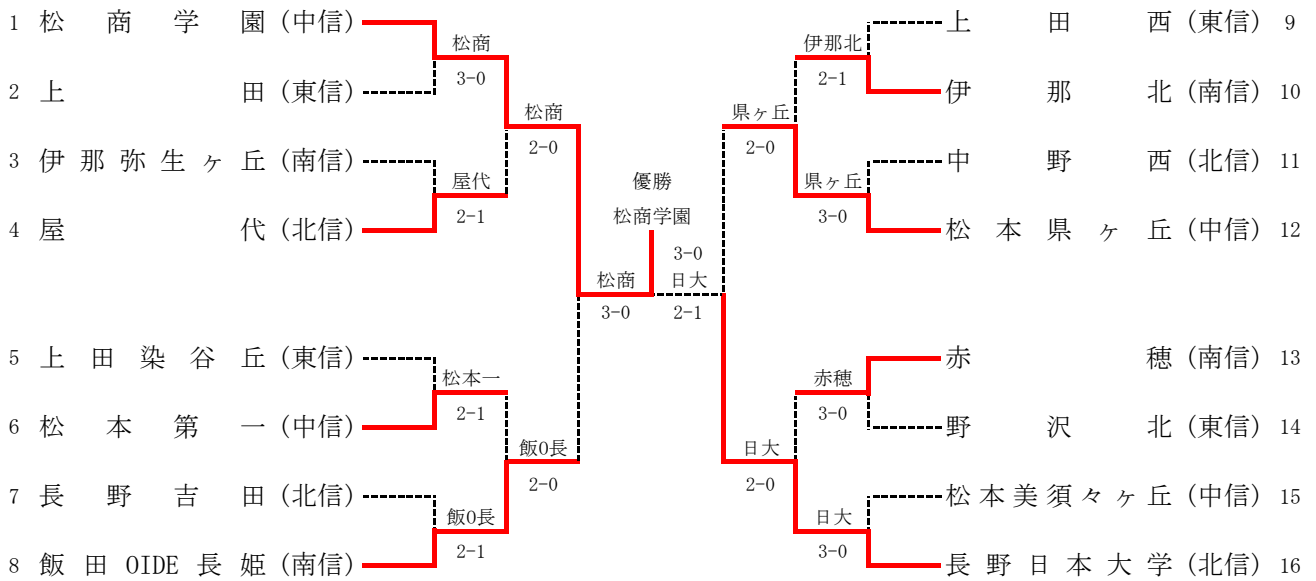 1 松商学園(中信)
松商
3-0
2 上田(東信)
松商
2-0
3 伊那弥生ヶ丘(南信)
屋代
2-1
4 屋代(北信)
優勝
松商学園
3-0
松商
3-0
日大
2-1
5 上田染谷丘(東信)
松本一
2-1
6 松本第一(中信)
飯O長
2-0
7 長野吉田(北信)
飯O長
2-1
8 飯田OIDE長姫(南信)
上田西(東信) 9
伊那北
2-1
伊那北(南信) 10
県ヶ丘
2-0
中野西(北信) 11
県ヶ丘
3-0
松本県ヶ丘(中信) 12
赤穂(南信) 13
赤穂
3-0
野沢北(東信) 14
日大
2-0
松本美須々ヶ丘(中信) 15
日大
3-0
長野日本大学(北信) 16